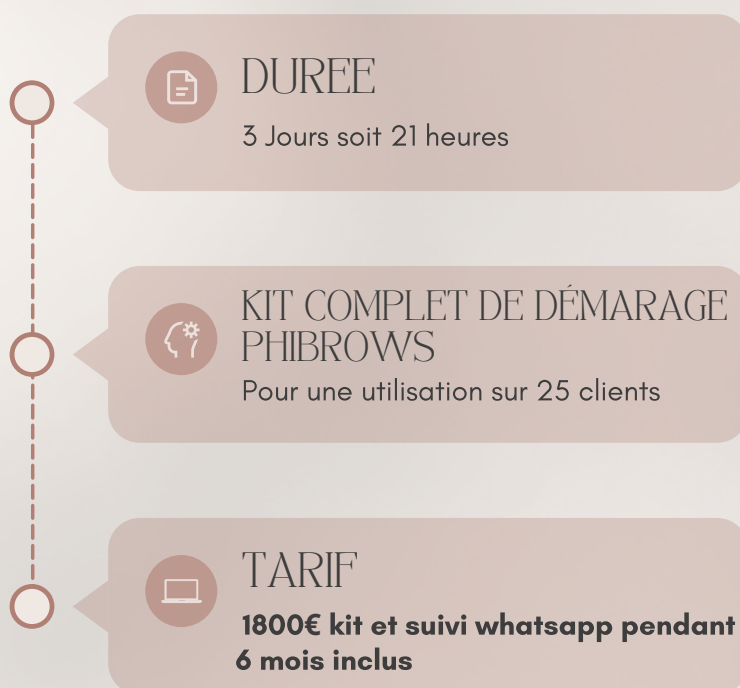 DUREE
3 Jours soit 21 heures
KIT COMPLET DE DÉMARAGE
PHIBROWS
Pour une utilisation sur 25 clients
TARIF
1800€ kit et suivi whatsapp pendant
6 mois inclus